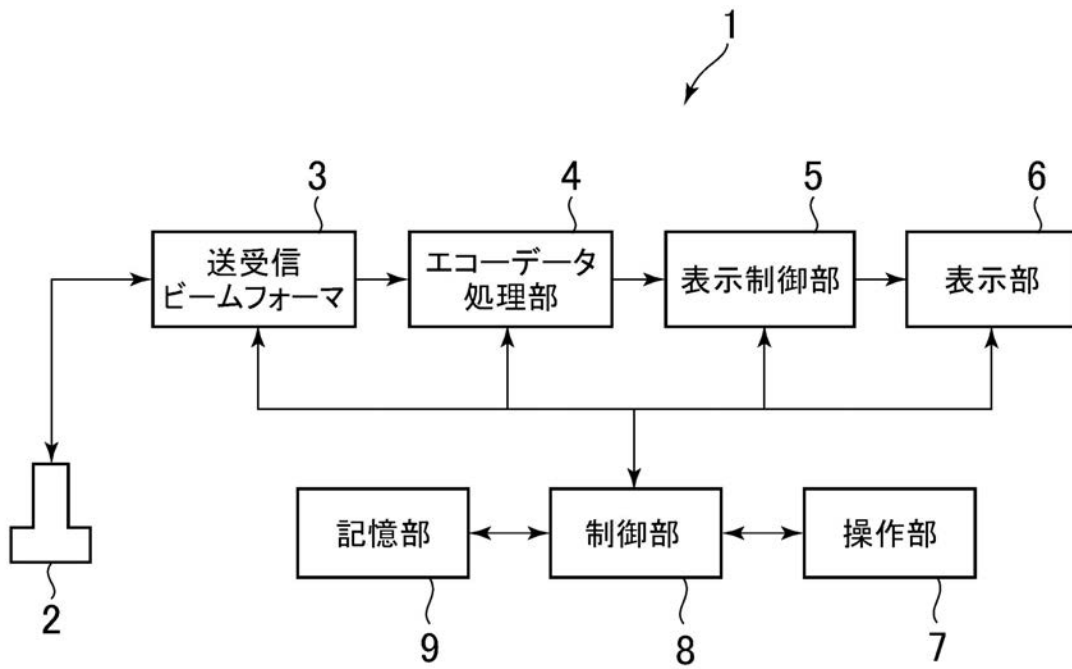 1
3
4
5
6
送受信
ビームフォーマ
エコーデータ
処理部
表示制御部
表示部
記憶部
制御部
操作部
2
9
8
7